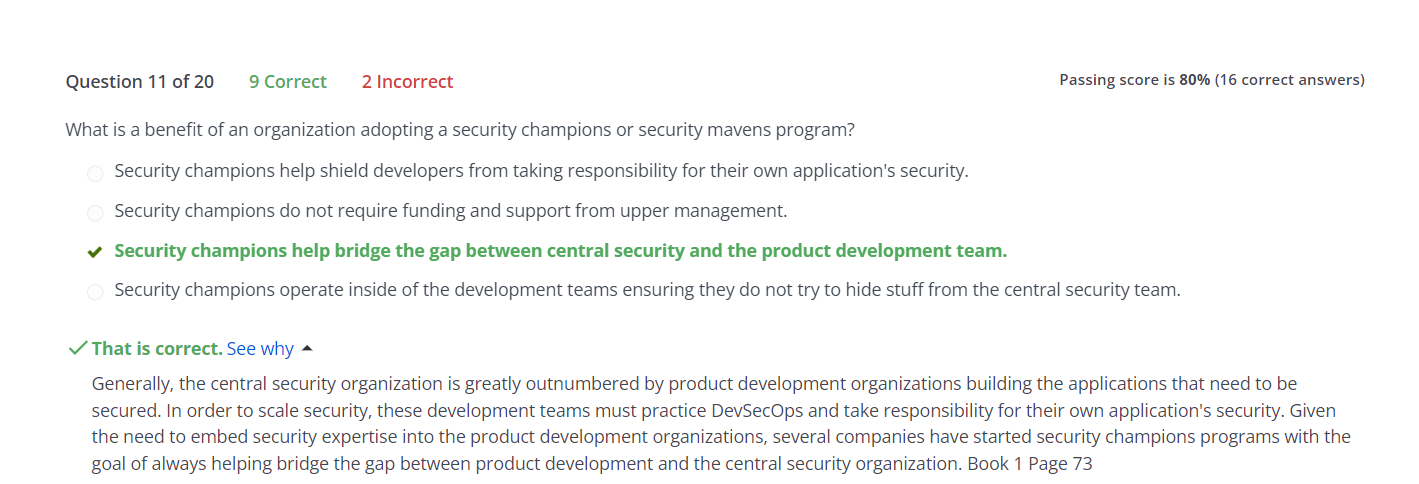 Question 11 of 20 9 Correct 2 Incorrect Passing score is 80% (16 correct answers)
What is a benefit of an organization adopting a security champions or security mavens program?
Security champions help shield developers from taking responsibility for their own application's security.
Security champions do not require funding and support from upper management.
Security champions help bridge the gap between central security and the product development team.
Security champions operate inside of the development teams ensuring they do not try to hide stuff from the central security team.
That is correct. See why
Generally, the central security organization is greatly outnumbered by product development organizations building the applications that need to be
secured. In order to scale security, these development teams must practice DevSecOps and take responsibility for their own application's security. Given
the need to embed security expertise into the product development organizations, several companies have started security champions programs with the
goal of always helping bridge the gap between product development and the central security organization. Book 1 Page 73